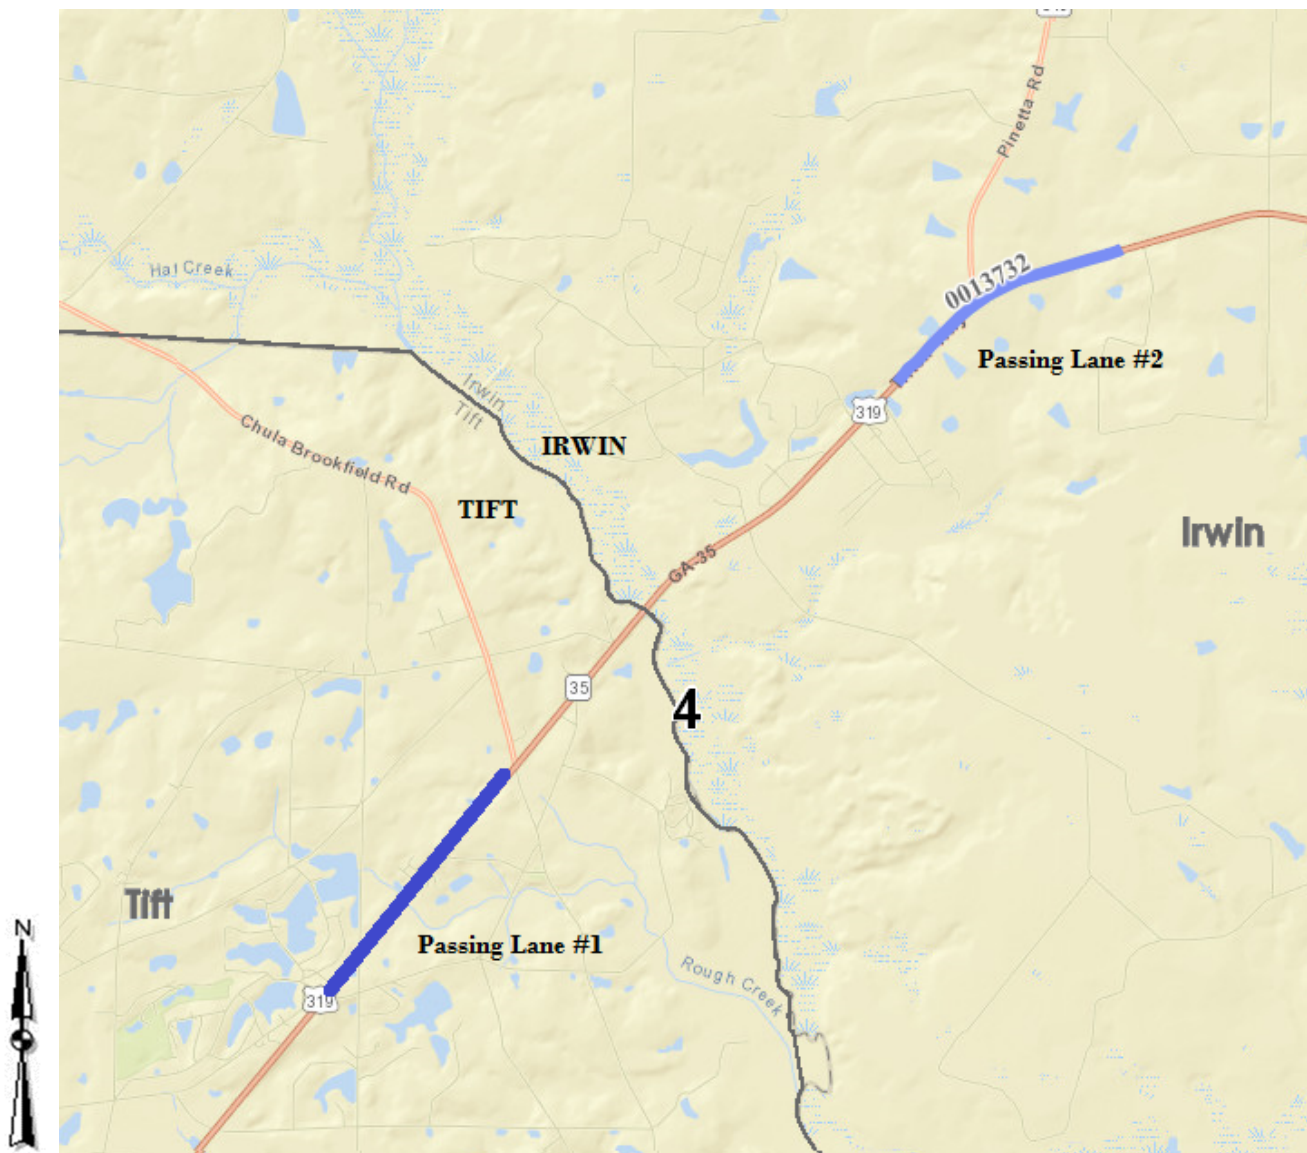 Pinetta Rd
Hat Creek
0013732
Passing Lane #2
Irwin
Tift
319
IRWIN
Chula Brookfield Rd
TIFT
Irwin
GA-35
35
4
Tift
N
Passing Lane #1
Rough Creek
319